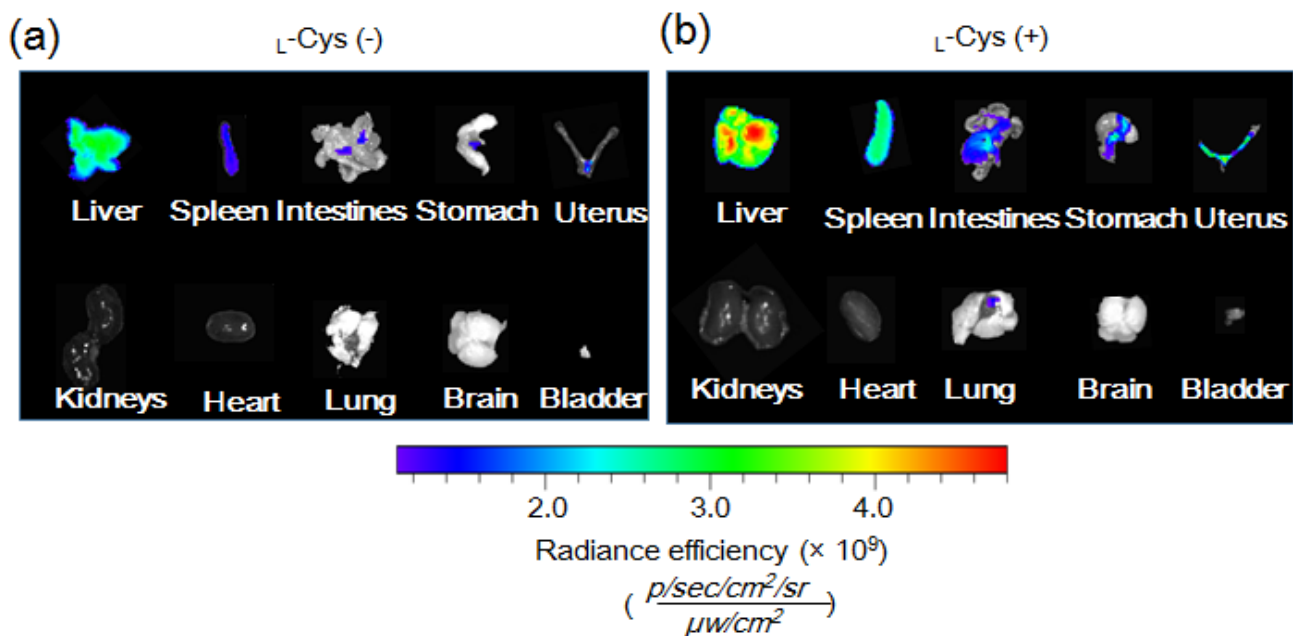 (a)
L-Cys (-)
Liver Spleen Intestines Stomach Uterus
Kidneys Heart Lung Brain Bladder
(b)
L-Cys (+)
Liver Spleen Intestines Stomach Uterus
Kidneys Heart Lung Brain Bladder
2.0 3.0 4.0
Radiance efficiency (× 10⁹)
( p/sec/cm²/sr
µw/cm² )